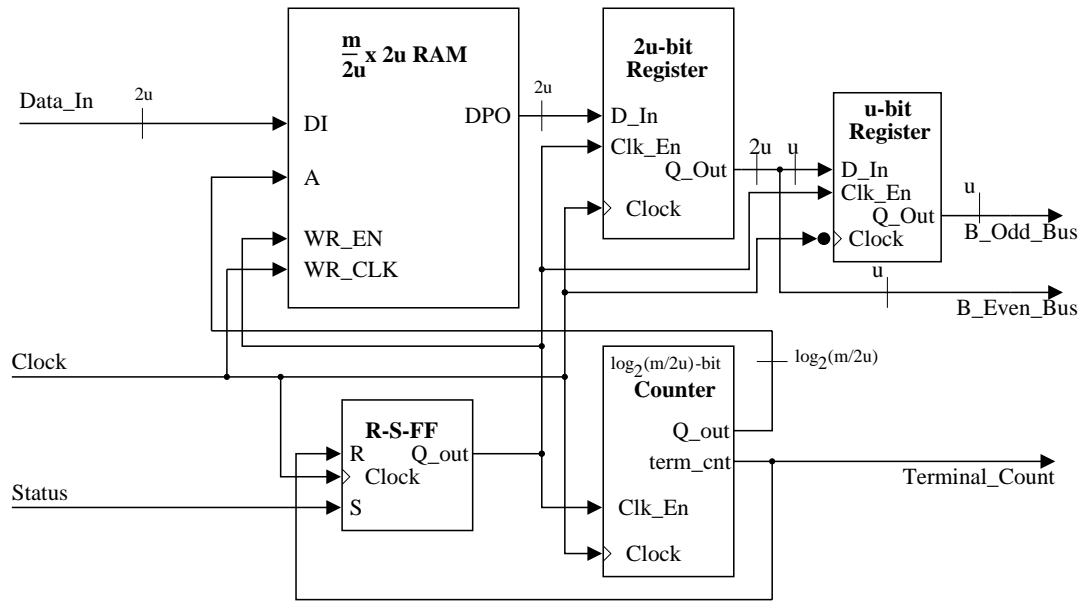 Data_In
2u
m
2u
x 2u RAM
DI
A
WR_EN
WR_CLK
DPO
2u
2u-bit
Register
D_In
Clk_En
Q_Out
Clock
2u
u
u-bit
Register
D_In
Clk_En
Q_Out
Clock
u
B_Odd_Bus
u
B_Even_Bus
Clock
log2(m/2u)-bit
Counter
Q_out
term_cnt
Clk_En
Clock
log2(m/2u)
Terminal_Count
R-S-FF
R
Q_out
Clock
S
Status